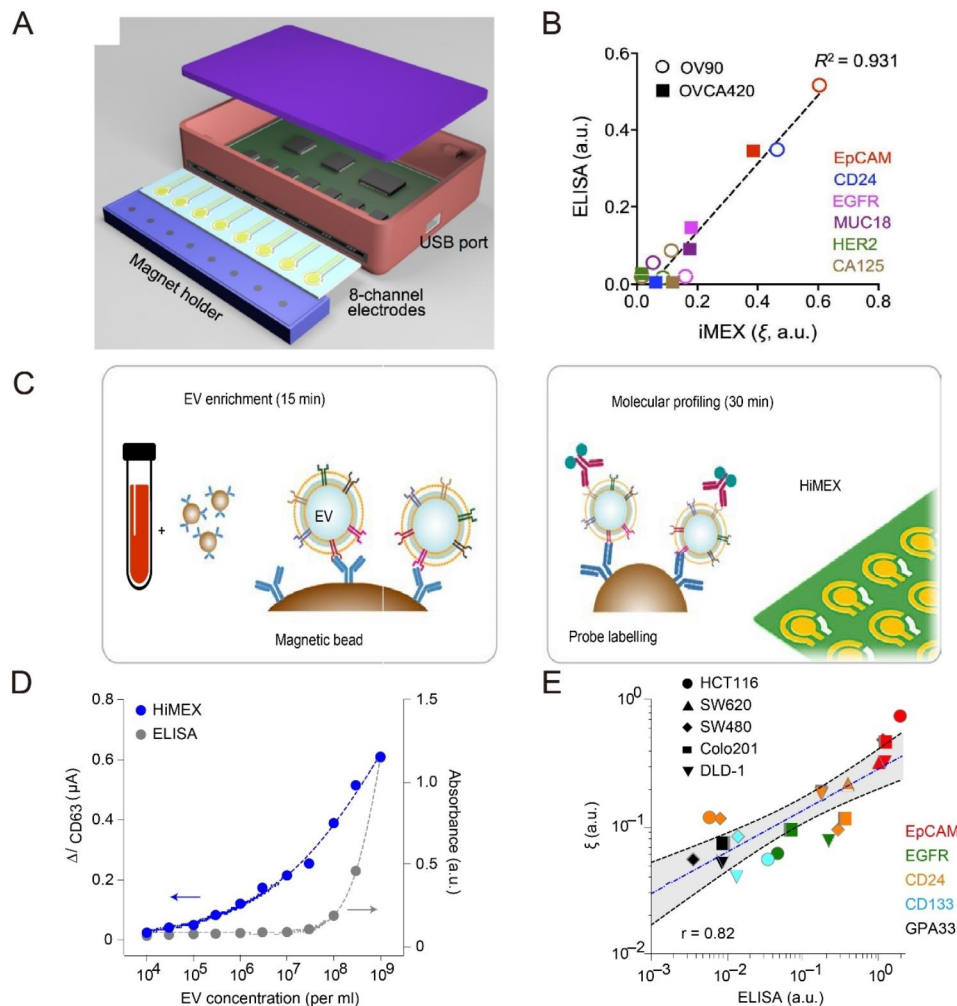 A
USB port
8-channel
electrodes
Magnet holder
B
ELISA (a.u.)
0.6
0.4
0.2
0.0
0.0
0.2
0.4
0.6
0.8
iMEX (ξ, a.u.)
OV90
OVCA420
R² = 0.931
EpCAM
CD24
EGFR
MUC18
HER2
CA125
C
EV enrichment (15 min)
+
EV
Magnetic bead
Molecular profiling (30 min)
HiMEX
Probe labelling
D
Δ/ CD63 (µA)
0.8
0.6
0.4
0.2
0
HiMEX
ELISA
1.5
1.0
0.5
0
Absorbance (a.u.)
10⁴
10⁵
10⁶
10⁷
10⁸
10⁹
EV concentration (per ml)
E
ξ (a.u.)
10⁰
10⁻¹
10⁻²
HCT116
SW620
SW480
Colo201
DLD-1
EpCAM
EGFR
CD24
CD133
GPA33
r = 0.82
10⁻³
10⁻²
10⁻¹
10⁰
ELISA (a.u.)